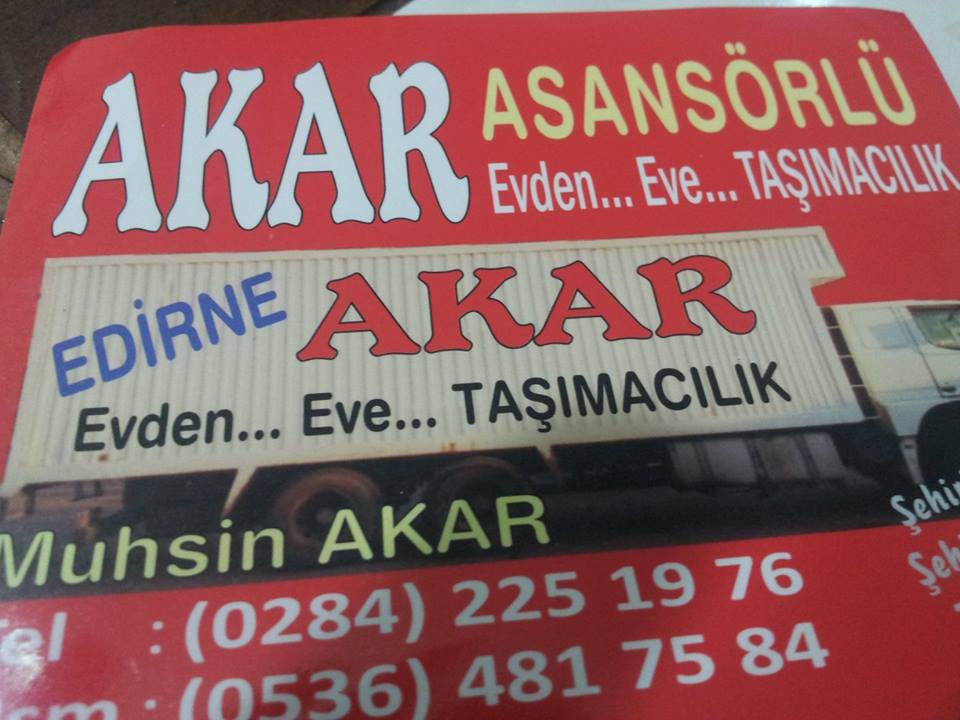 AKAR ASANSÖRLÜ
Evden... Eve... TAŞIMACILIK
EDİRNE AKAR
Evden... Eve... TAŞIMACILIK
Muhsin AKAR
Tel : (0284) 225 19 76
: (0536) 481 75 84